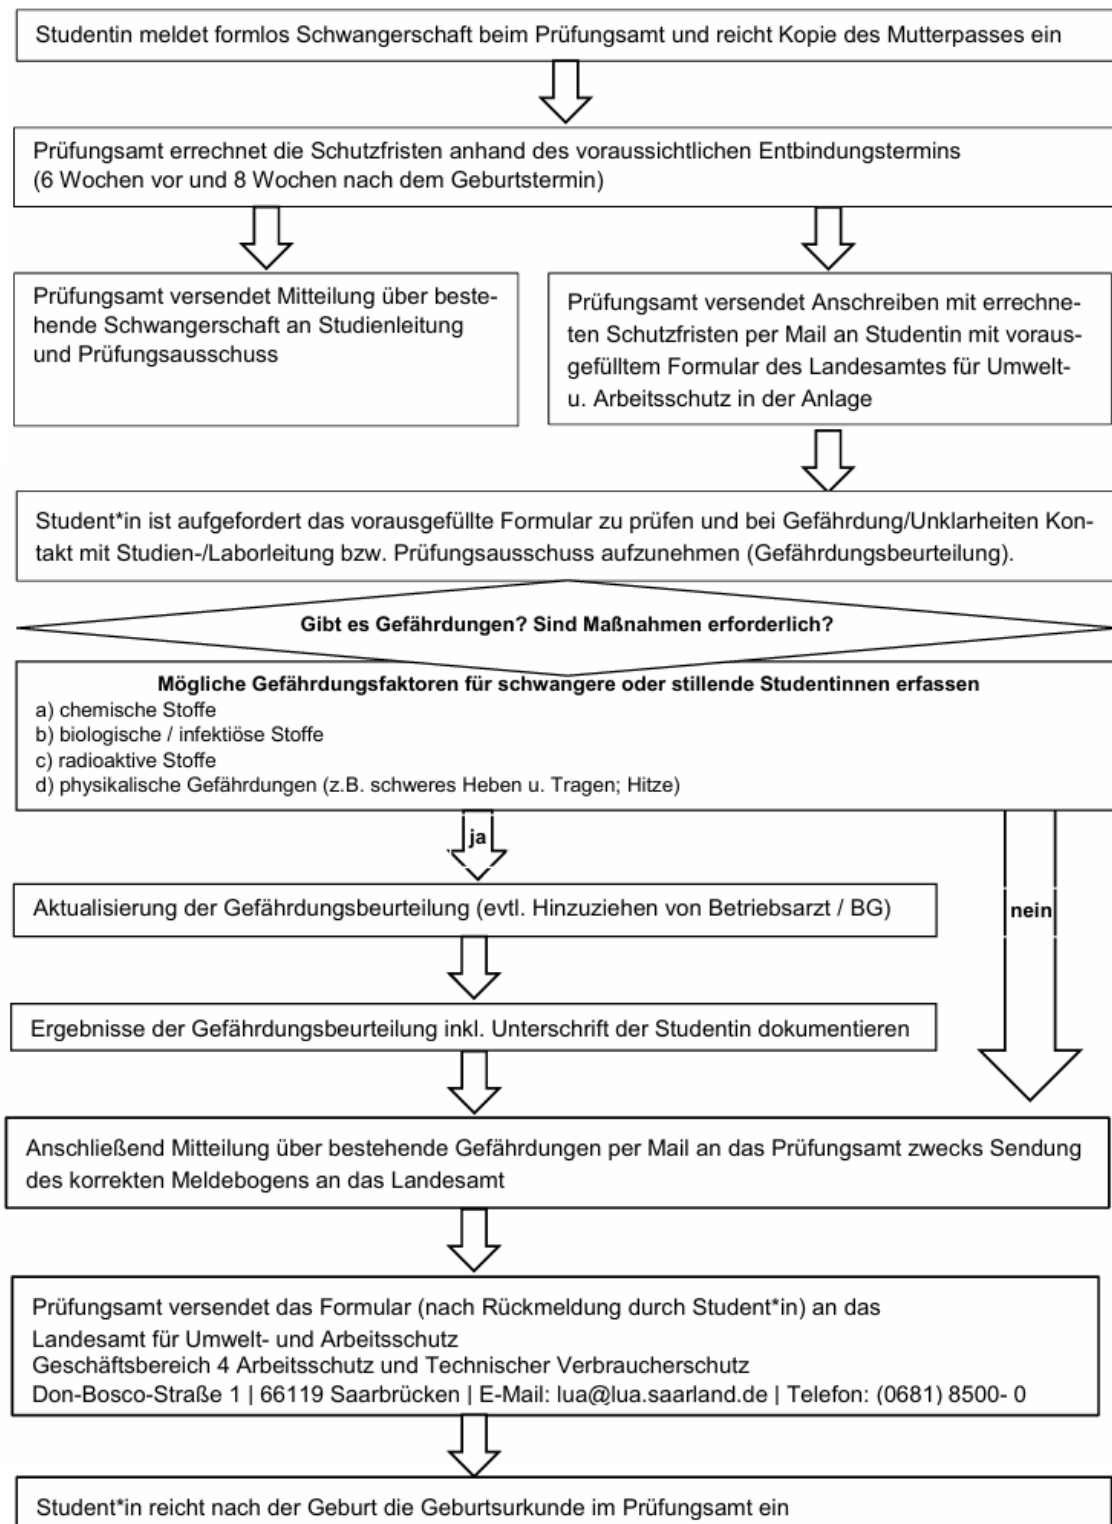 Studentin meldet formlos Schwangerschaft beim Prüfungsamt und reicht Kopie des Mutterpasses ein
Prüfungsamt errechnet die Schutzfristen anhand des voraussichtlichen Entbindungstermins
(6 Wochen vor und 8 Wochen nach dem Geburtstermin)
Prüfungsamt versendet Mitteilung über beste-
hende Schwangerschaft an Studienleitung
und Prüfungsausschuss
Prüfungsamt versendet Anschreiben mit errechne-
ten Schutzfristen per Mail an Studentin mit voraus-
gefülltem Formular des Landesamtes für Umwelt-
u. Arbeitsschutz in der Anlage
Student*in ist aufgefordert das vorausgefüllte Formular zu prüfen und bei Gefährdung/Unklarheiten Kon-
takt mit Studien-/Laborleitung bzw. Prüfungsausschuss aufzunehmen (Gefährdungsbeurteilung).
Gibt es Gefährdungen? Sind Maßnahmen erforderlich?
Mögliche Gefährdungsfaktoren für schwangere oder stillende Studentinnen erfassen
a) chemische Stoffe
b) biologische / infektiöse Stoffe
c) radioaktive Stoffe
d) physikalische Gefährdungen (z.B. schweres Heben u. Tragen; Hitze)
ja
Aktualisierung der Gefährdungsbeurteilung (evtl. Hinzuziehen von Betriebsarzt / BG)
nein
Ergebnisse der Gefährdungsbeurteilung inkl. Unterschrift der Studentin dokumentieren
Anschließend Mitteilung über bestehende Gefährdungen per Mail an das Prüfungsamt zwecks Sendung
des korrekten Meldebogens an das Landesamt
Prüfungsamt versendet das Formular (nach Rückmeldung durch Student*in) an das
Landesamt für Umwelt- und Arbeitsschutz
Geschäftsbereich 4 Arbeitsschutz und Technischer Verbraucherschutz
Don-Bosco-Straße 1 | 66119 Saarbrücken | E-Mail: lua@lua.saarland.de | Telefon: (0681) 8500- 0
Student*in reicht nach der Geburt die Geburtsurkunde im Prüfungsamt ein